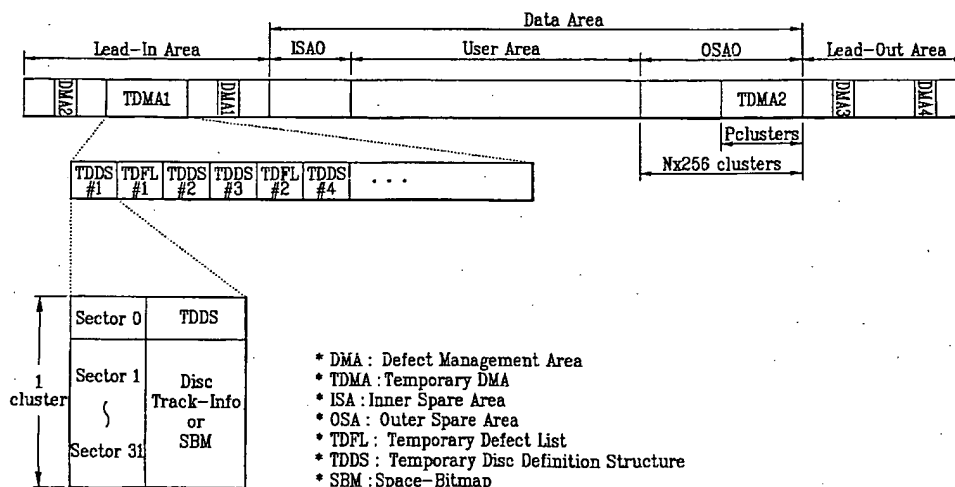 Data Area
Lead-In Area
ISA0
User Area
OSA0
Lead-Out Area
DMA2
TDMA1
DMA1
TDMA2
DMA3
DMA4
Pclusters
Nx256 clusters
TDDS #1
TDFL #1
TDDS #2
TDDS #3
TDFL #2
TDDS #4
...
Sector 0
TDDS
1 cluster
Sector 1
Sector 31
Disc
Track-Info
or
SBM
* DMA : Defect Management Area
* TDMA : Temporary DMA
* ISA : Inner Spare Area
* OSA : Outer Spare Area
* TDFL : Temporary Defect List
* TDDS : Temporary Disc Definition Structure
* SBM : Space-Bitmap